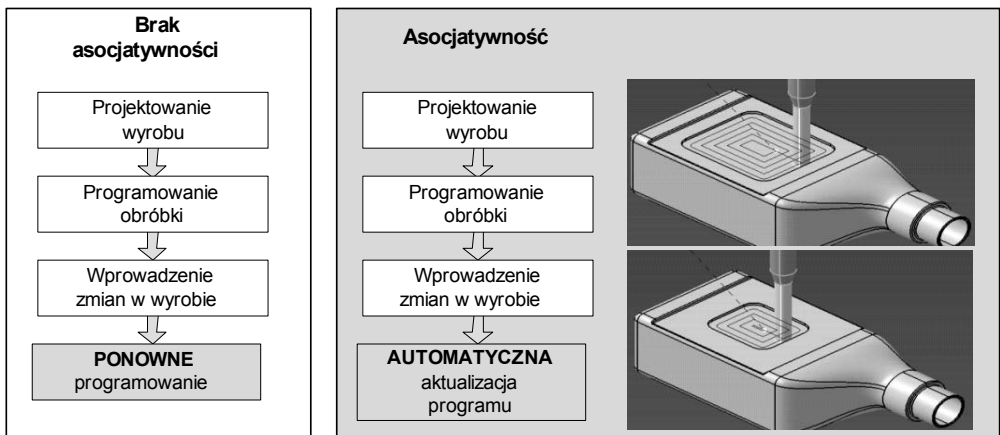 Brak
asocjatywności
Projektowanie
wyrobu
Programowanie
obróbki
Wprowadzenie
zmian w wyrobie
PONOWNE
programowanie
Asocjatywność
Projektowanie
wyrobu
Programowanie
obróbki
Wprowadzenie
zmian w wyrobie
AUTOMATYCZNA
aktualizacja
programu